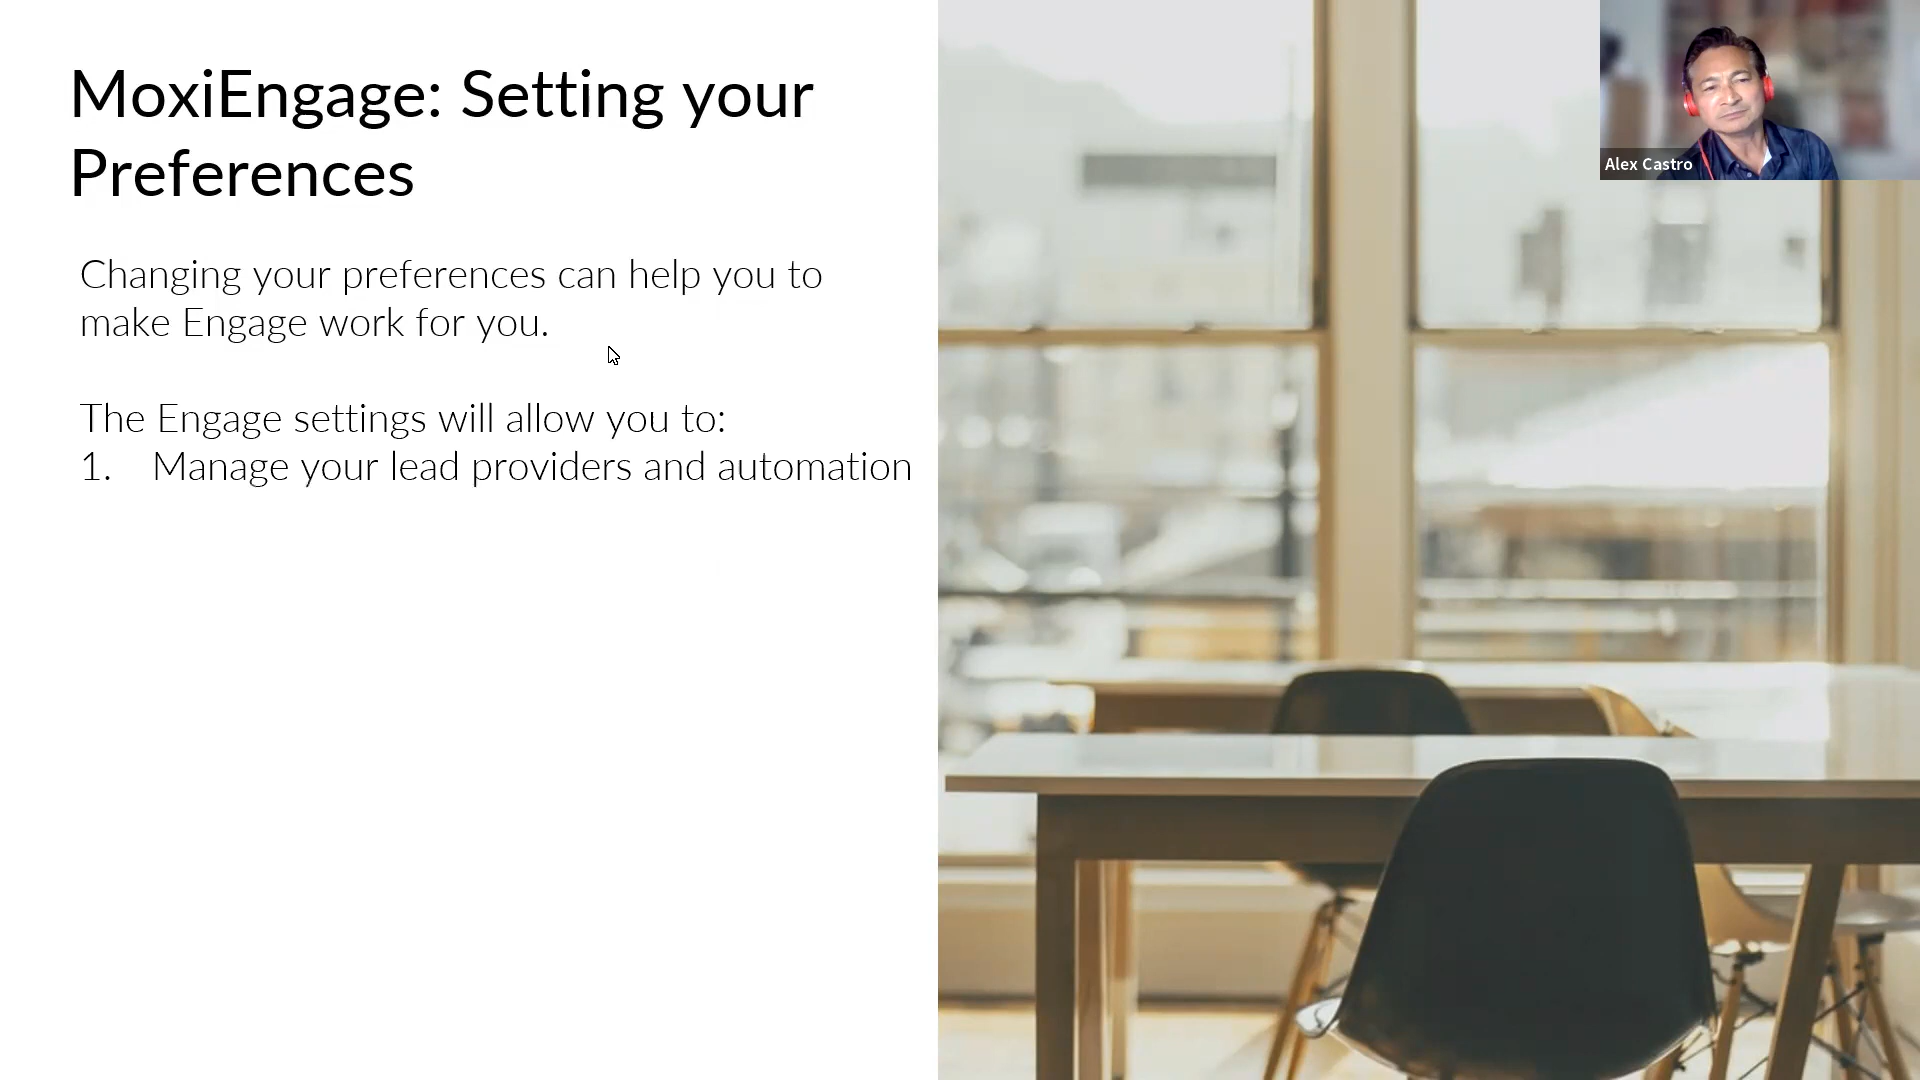 MoxiEngage: Setting your
Preferences
Changing your preferences can help you to
make Engage work for you.
The Engage settings will allow you to:
1. Manage your lead providers and automation
Alex Castro